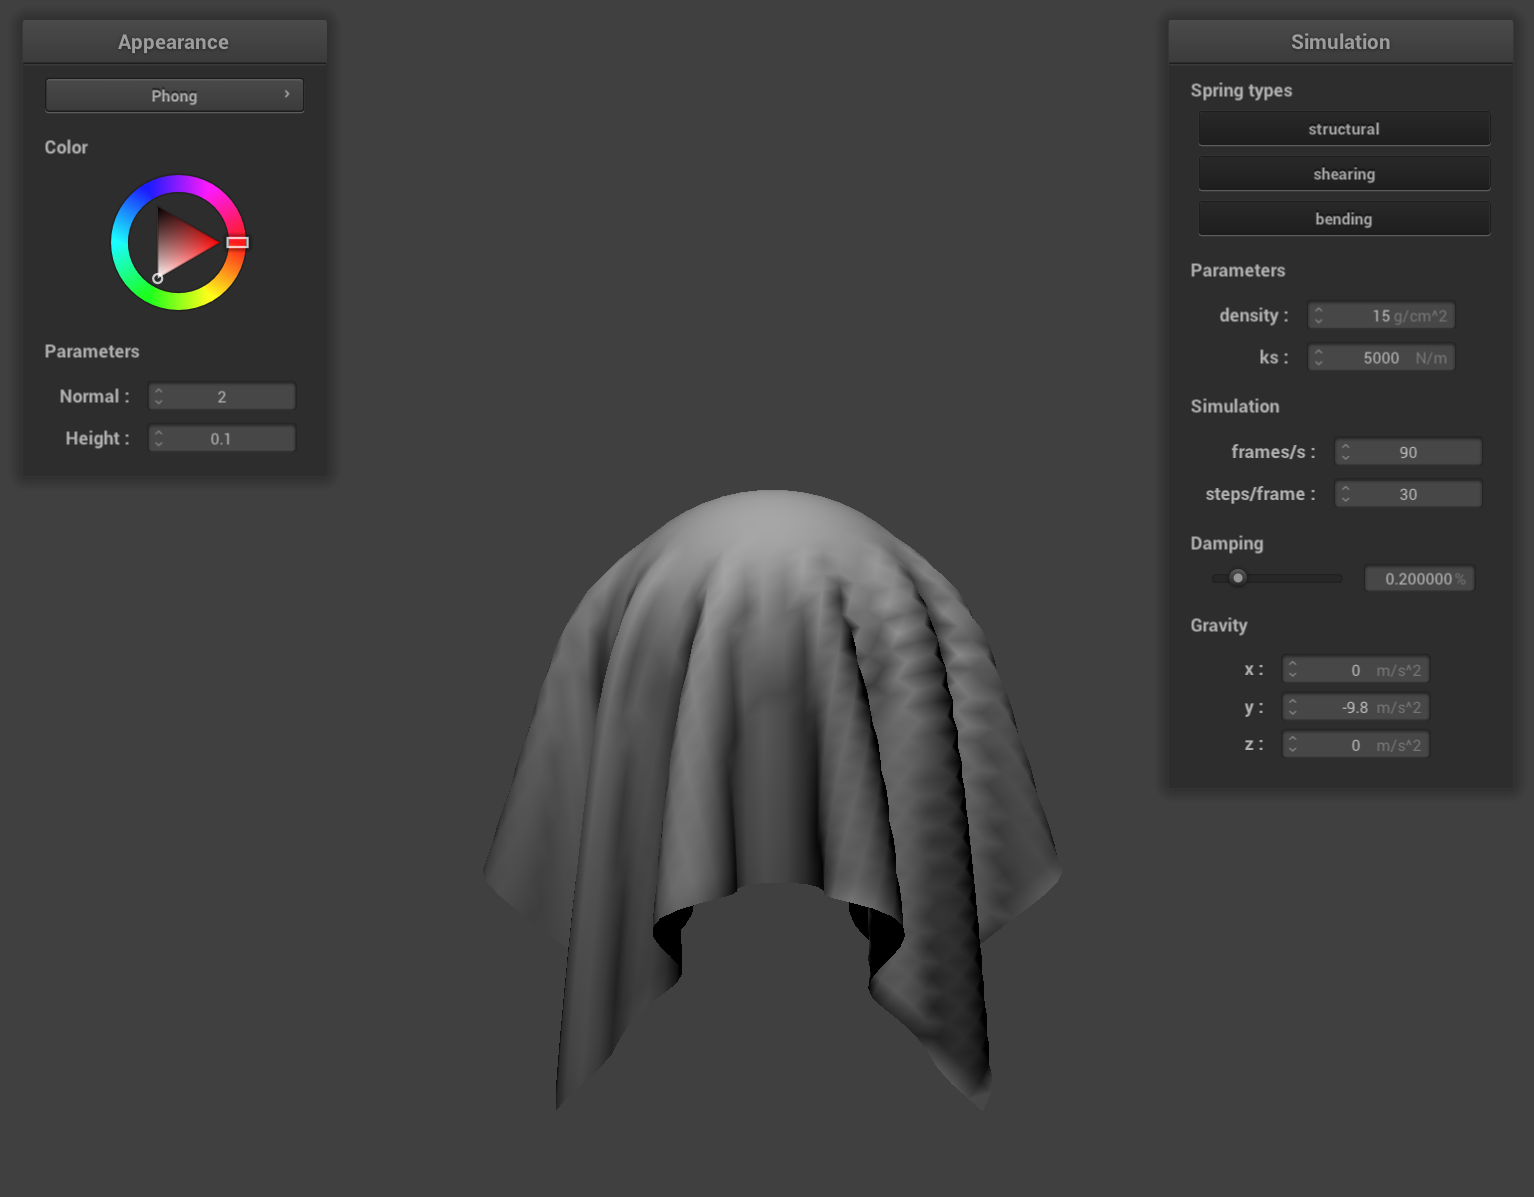 Appearance
Phong
Color
Parameters
Normal : 2
Height : 0.1
Simulation
Spring types
structural
shearing
bending
Parameters
density : 15 g/cm^2
ks : 5000 N/m
Simulation
frames/s : 90
steps/frame : 30
Damping
0.200000 %
Gravity
x : 0 m/s^2
y : -9.8 m/s^2
z : 0 m/s^2